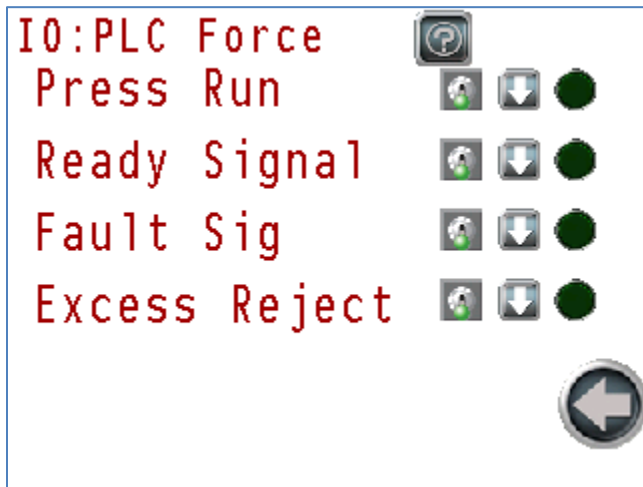 IO:PLC Force
Press Run
Ready Signal
Fault Sig
Excess Reject